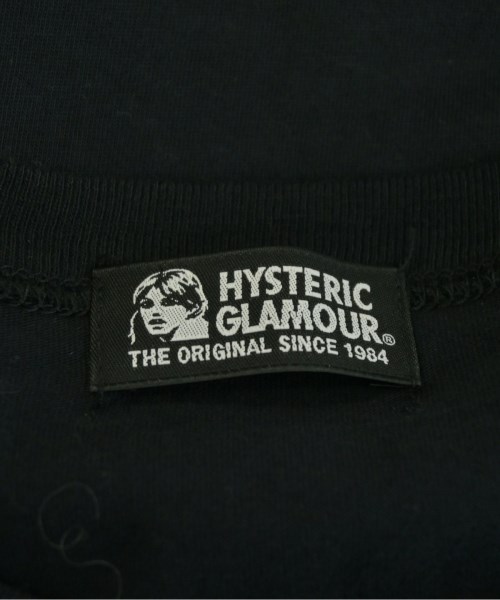 HYSTERIC
GLAMOUR®
THE ORIGINAL SINCE 1984